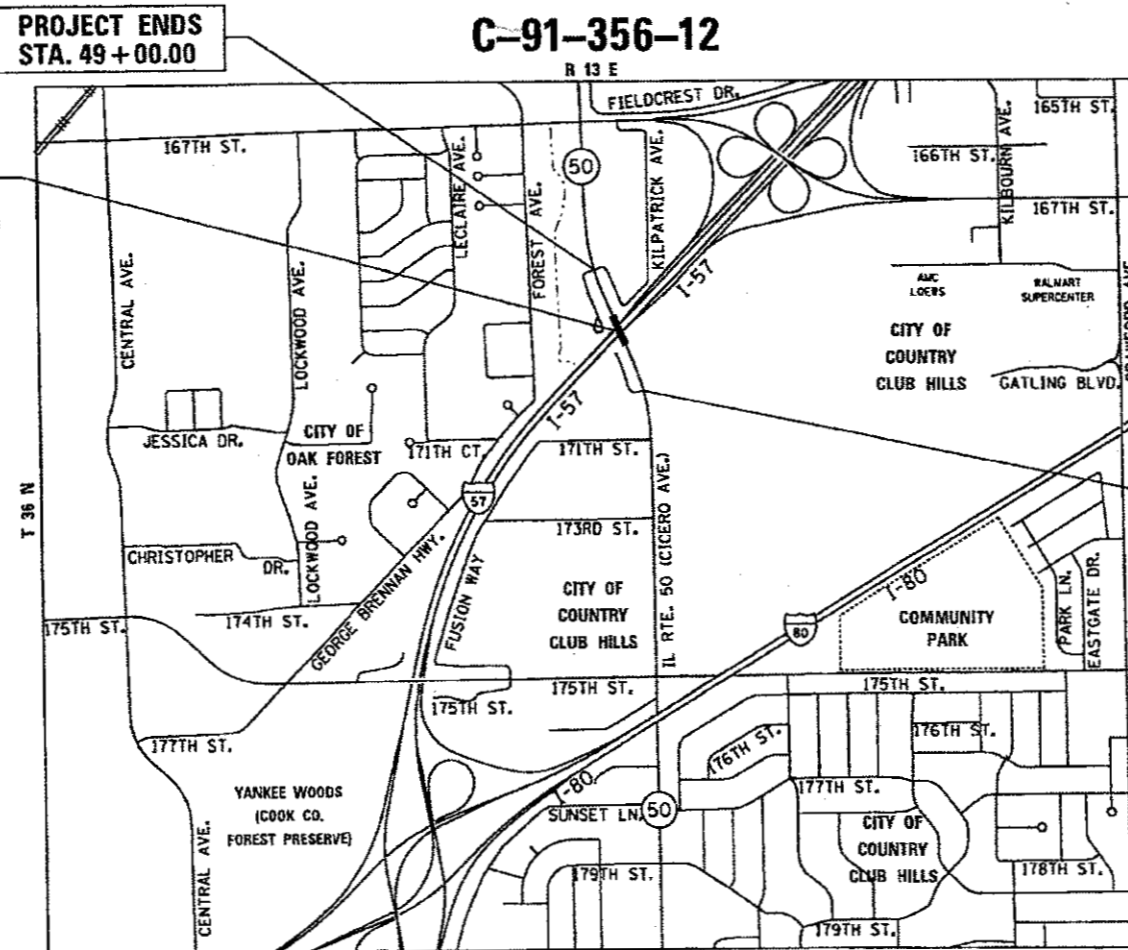 PROJECT ENDS
STA. 49+00.00
C-91-356-12
R 13 E
FIELDCREST DR.
165TH ST.
167TH ST.
50
166TH ST.
KILBOURN AVE.
167TH ST.
LECLAIRE AVE.
FOREST AVE.
KILPATRICK AVE.
I-57
CENTRAL AVE.
LOCKWOOD AVE.
AMC
LOEWS
WALMART
SUPERCENTER
CITY OF
COUNTRY
CLUB HILLS
GATLING BLVD.
I-57
JESSICA DR.
CITY OF
OAK FOREST
171TH CT.
171TH ST.
T 36 N
57
LOCKWOOD AVE.
173RD ST.
IL RTE. 50 (CICERO AVE.)
CHRISTOPHER
DR.
GEORGE BRENNAN HWY.
FUSION WAY
CITY OF
COUNTRY
CLUB HILLS
I-80
80
COMMUNITY
PARK
PARK LN.
EASTGATE DR.
175TH ST.
174TH ST.
175TH ST.
175TH ST.
175TH ST.
177TH ST.
176TH ST.
176TH ST.
YANKEE WOODS
(COOK CO.
FOREST PRESERVE)
I-80
SUNSET LN.
50
177TH ST.
CITY OF
COUNTRY
CLUB HILLS
CENTRAL AVE.
179TH ST.
178TH ST.
179TH ST.